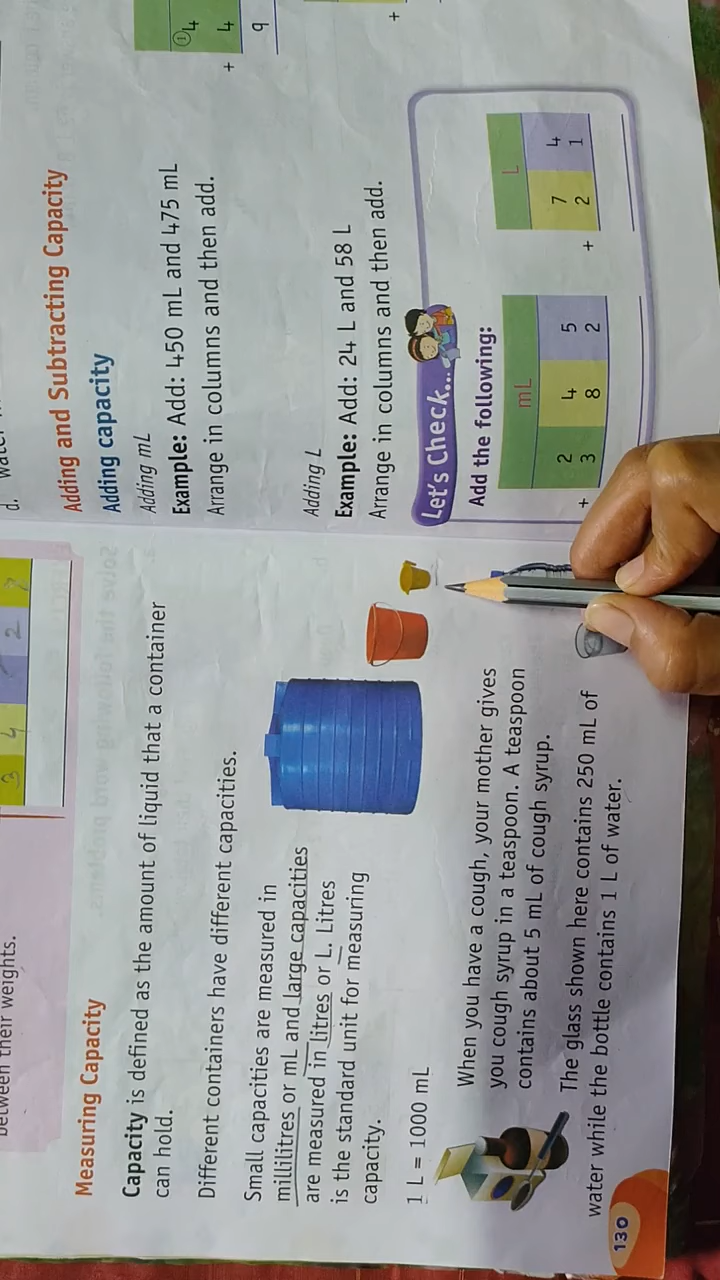 between their weights.
3 4 2 2
Measuring Capacity
Capacity is defined as the amount of liquid that a container
can hold.
Different containers have different capacities.
Small capacities are measured in
millilitres or mL and large capacities
are measured in litres or L. Litres
is the standard unit for measuring
capacity.
1 L = 1000 mL
When you have a cough, your mother gives
you cough syrup in a teaspoon. A teaspoon
contains about 5 mL of cough syrup.
The glass shown here contains 250 mL of
water while the bottle contains 1 L of water.
130
d.
Adding and Subtracting Capacity
Adding capacity
Adding mL
Example: Add: 450 mL and 475 mL
Arrange in columns and then add.
1 4
+ 4
9
Adding L
Example: Add: 24 L and 58 L
Arrange in columns and then add.
+
Let's Check...
Add the following:
mL
2 4 5
+ 3 8 2
L
7 4
+ 2 1